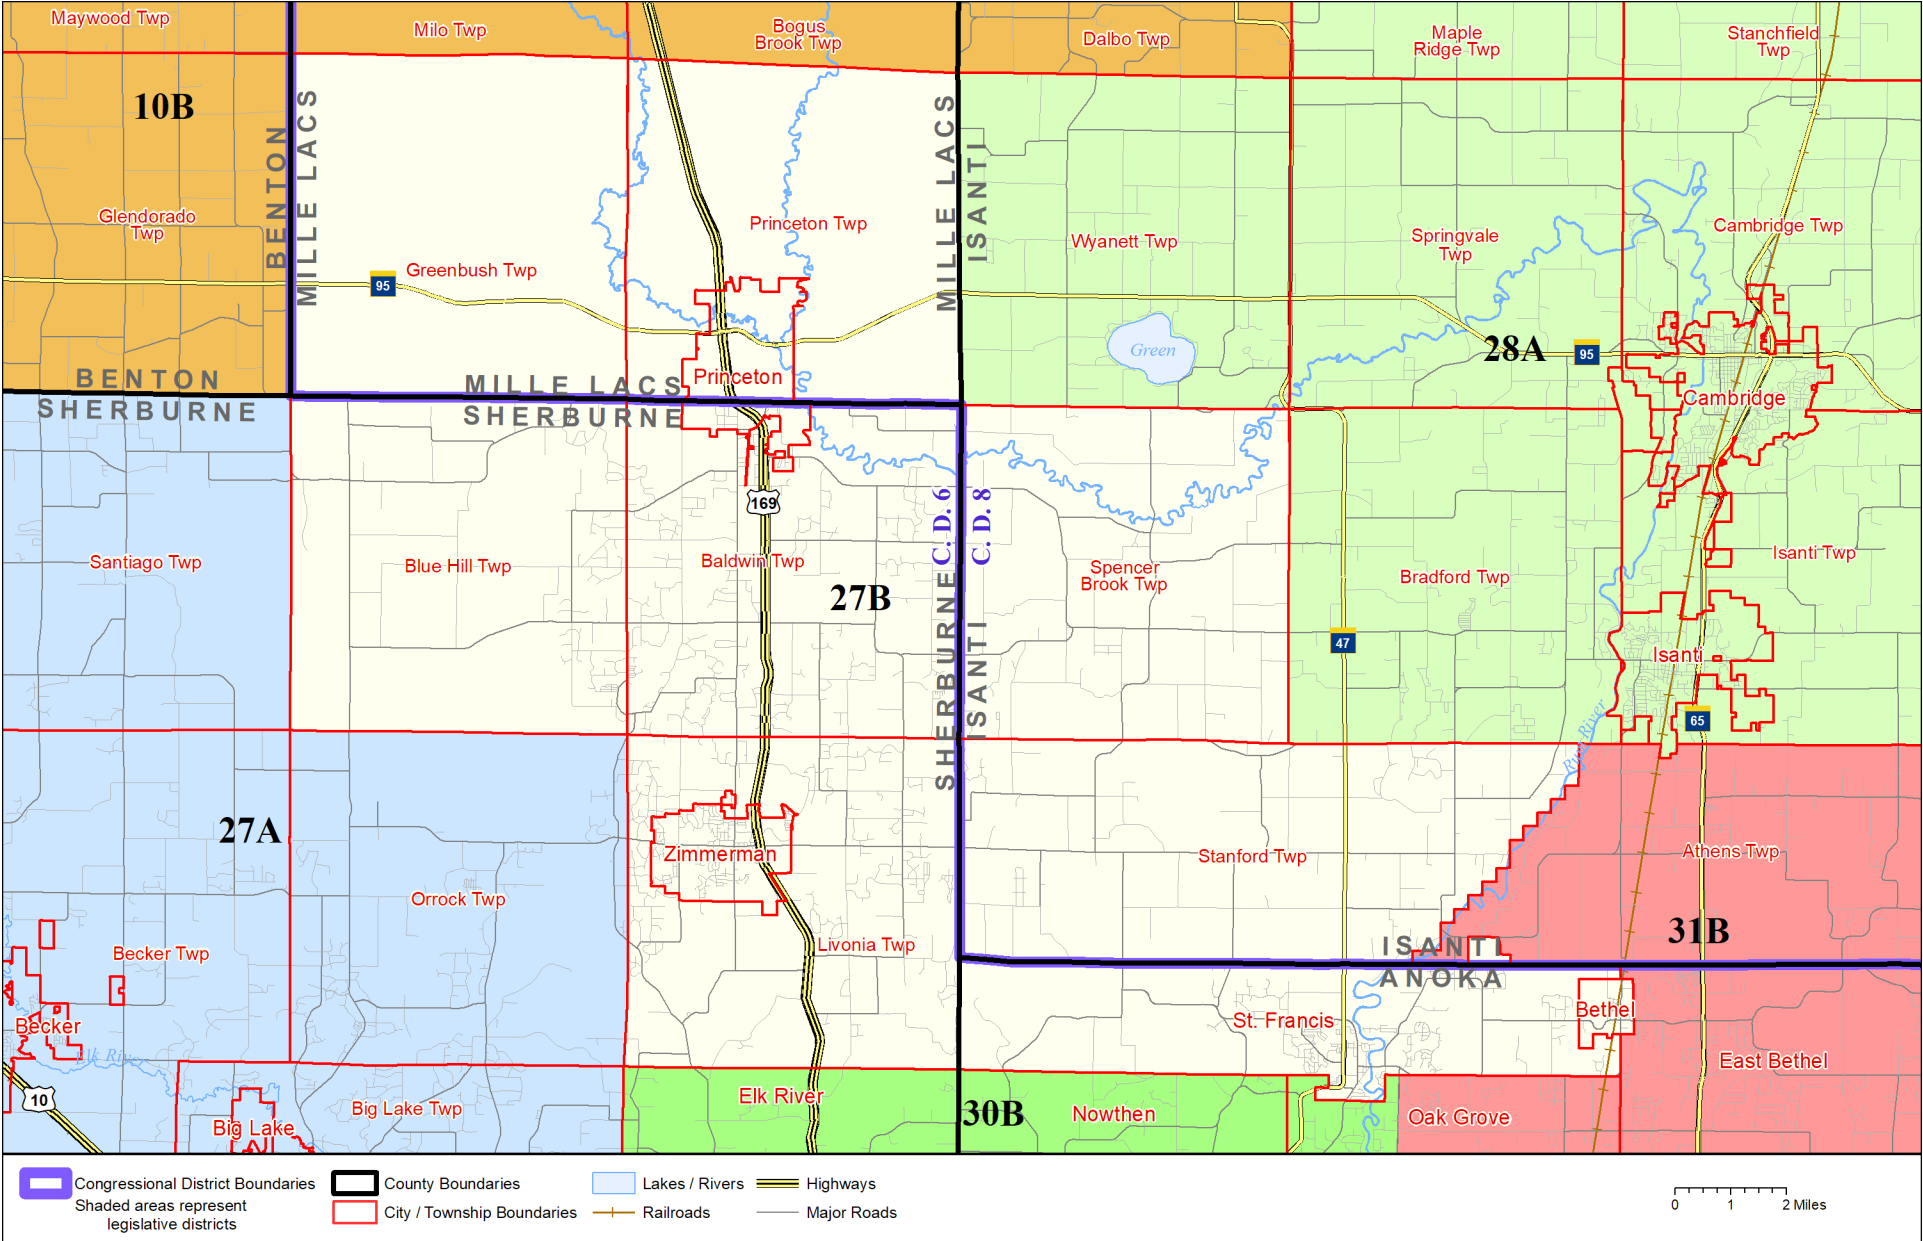 Maywood Twp
Milo Twp
Bogus
Brook Twp
Dalbo Twp
Maple
Ridge Twp
Stanchfield
Twp
10B
BENTON
MILLE LACS
MILLE LACS
ISANTI
Glendorado
Twp
Greenbush Twp
95
Princeton Twp
Wyanett Twp
Springvale
Twp
Cambridge Twp
Green
28A
95
Princeton
Cambridge
BENTON
SHERBURNE
MILLE LACS
SHERBURNE
169
C. D. 6
C. D. 8
Santiago Twp
Blue Hill Twp
Baldwin Twp
27B
Spencer
Brook Twp
Bradford Twp
Isanti Twp
SHERBURNE
ISANTI
47
Isanti
65
Rum River
27A
Zimmerman
Stanford Twp
Athens Twp
Orrock Twp
Livonia Twp
31B
Becker Twp
ISANTI
ANOKA
Becker
Elk River
St. Francis
Bethel
East Bethel
10
Big Lake Twp
Big Lake
Elk River
30B
Nowthen
Oak Grove
Congressional District Boundaries
Shaded areas represent
legislative districts
County Boundaries
City / Township Boundaries
Lakes / Rivers
Railroads
Highways
Major Roads
0 1 2 Miles